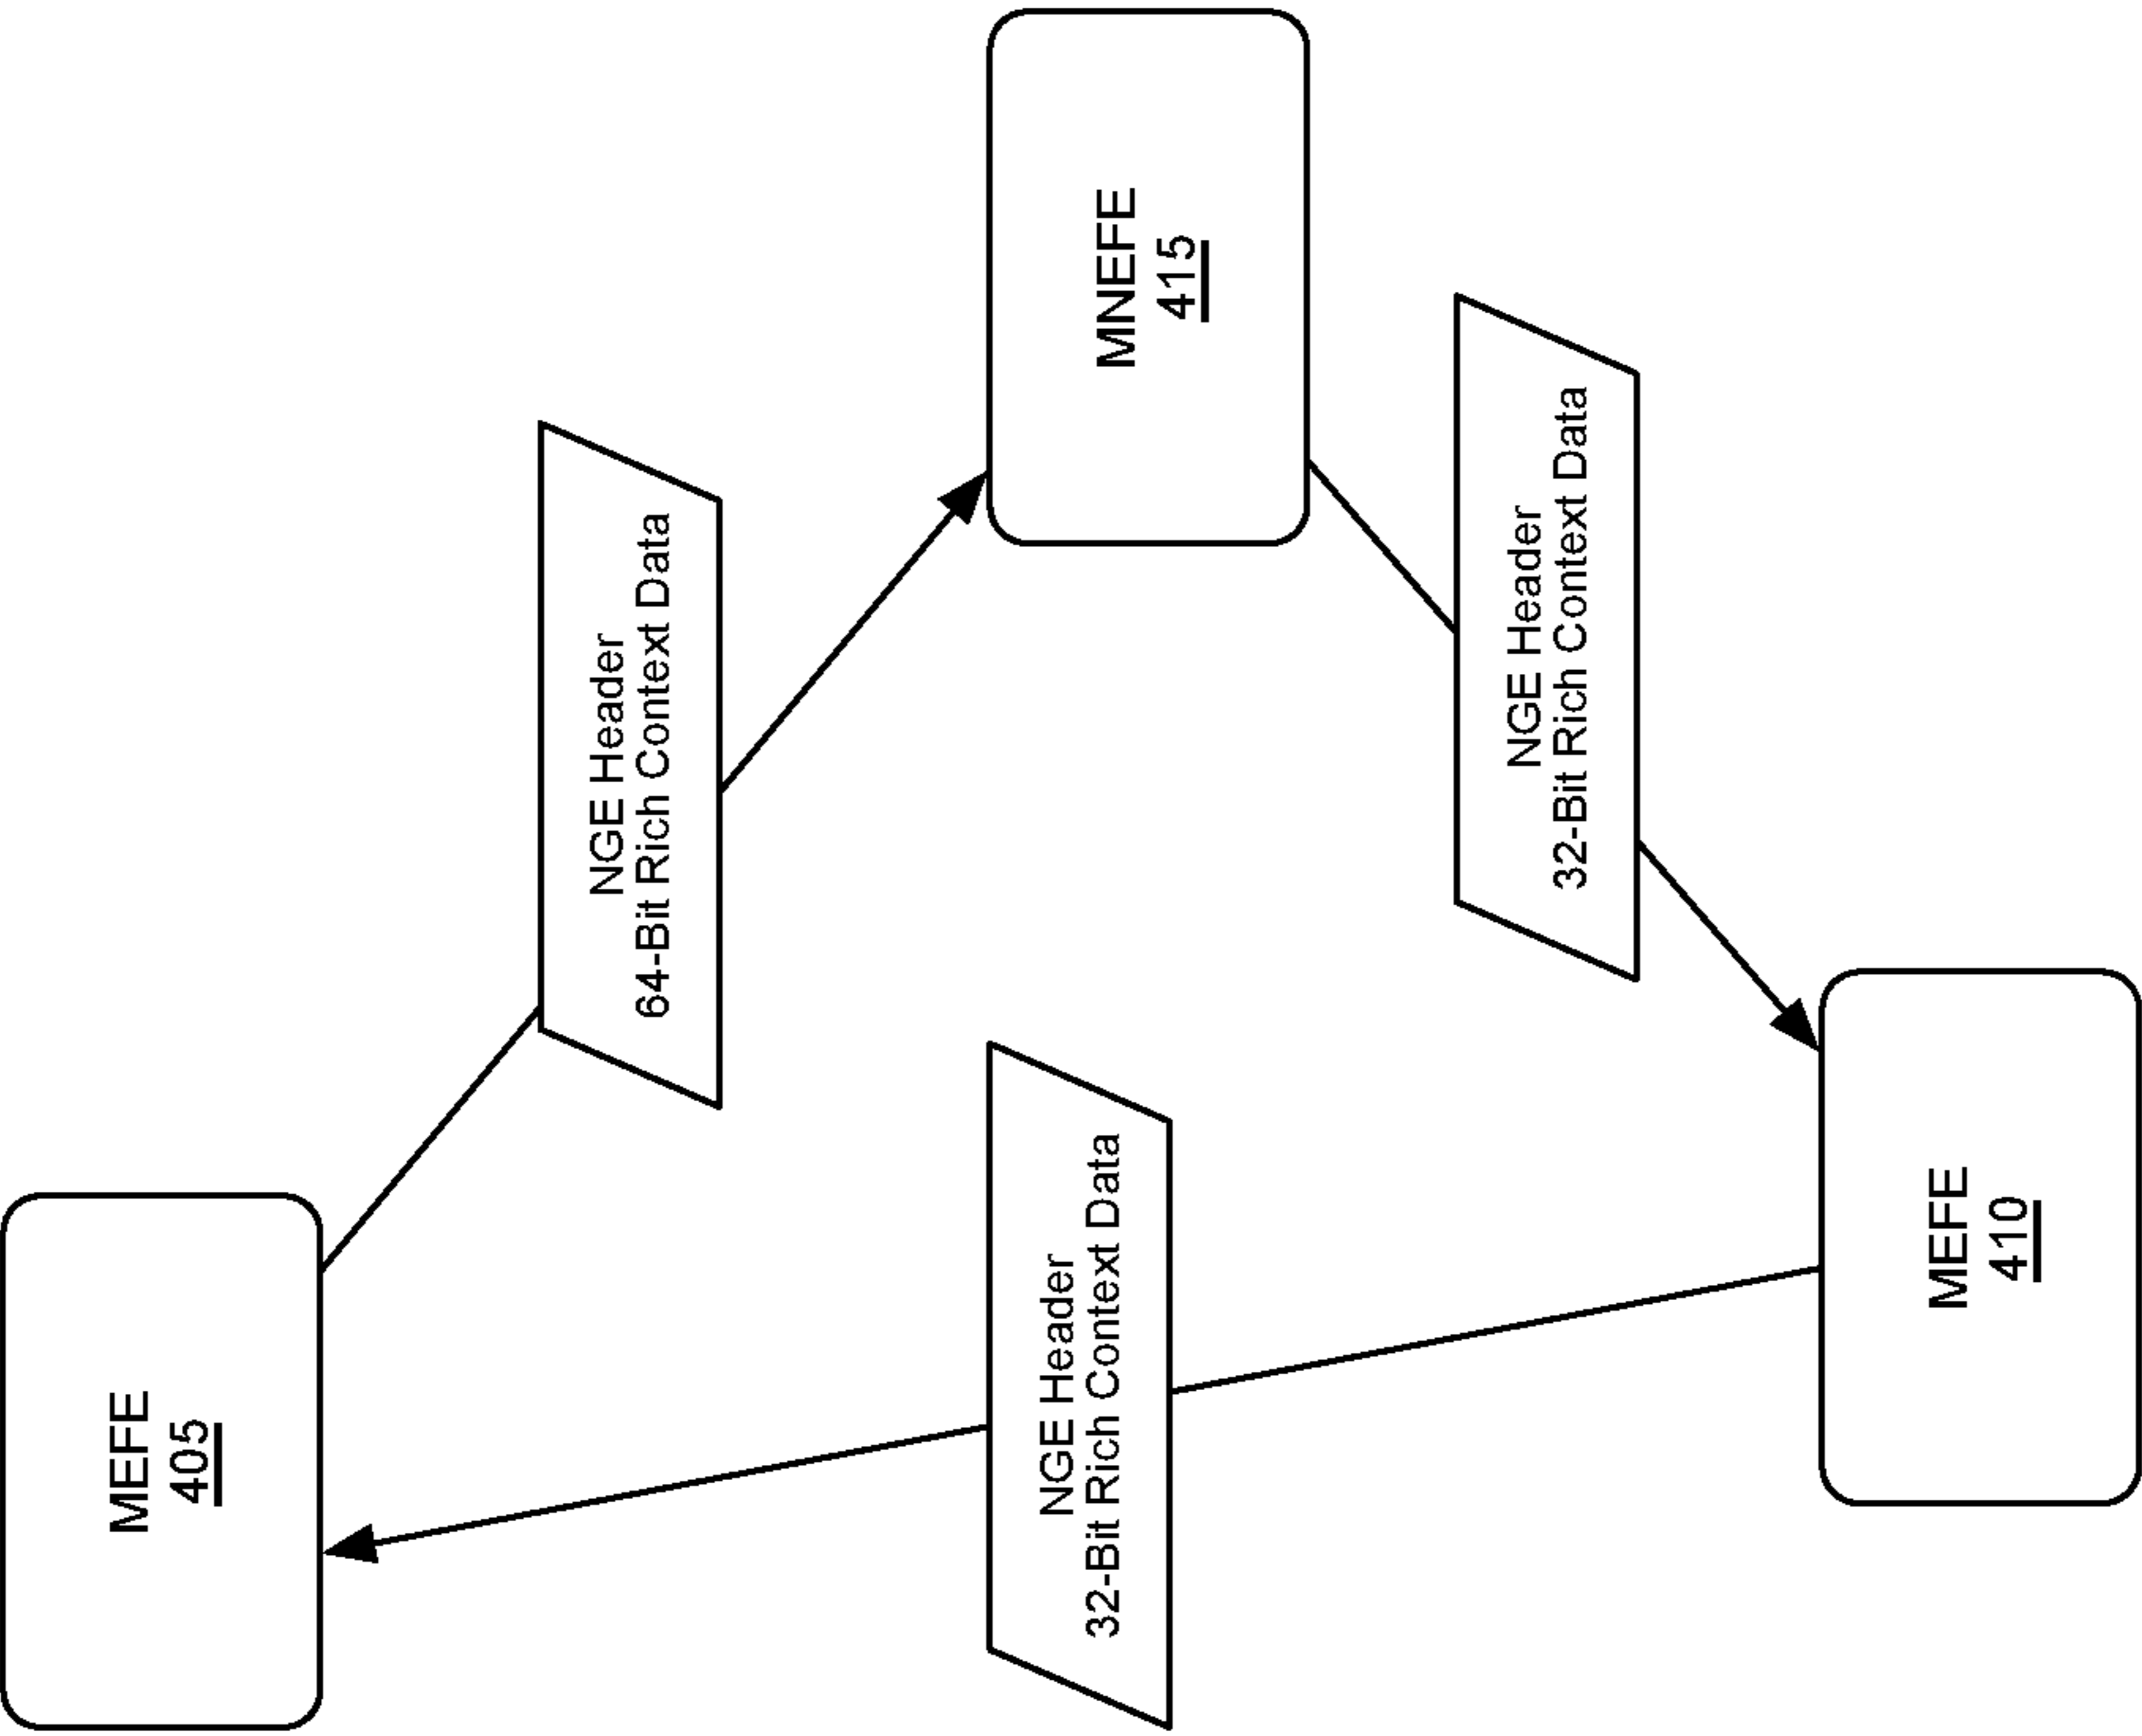 MEFE
405
NGE Header
64-Bit Rich Context Data
NGE Header
32-Bit Rich Context Data
MNEFE
415
NGE Header
32-Bit Rich Context Data
MEFE
410